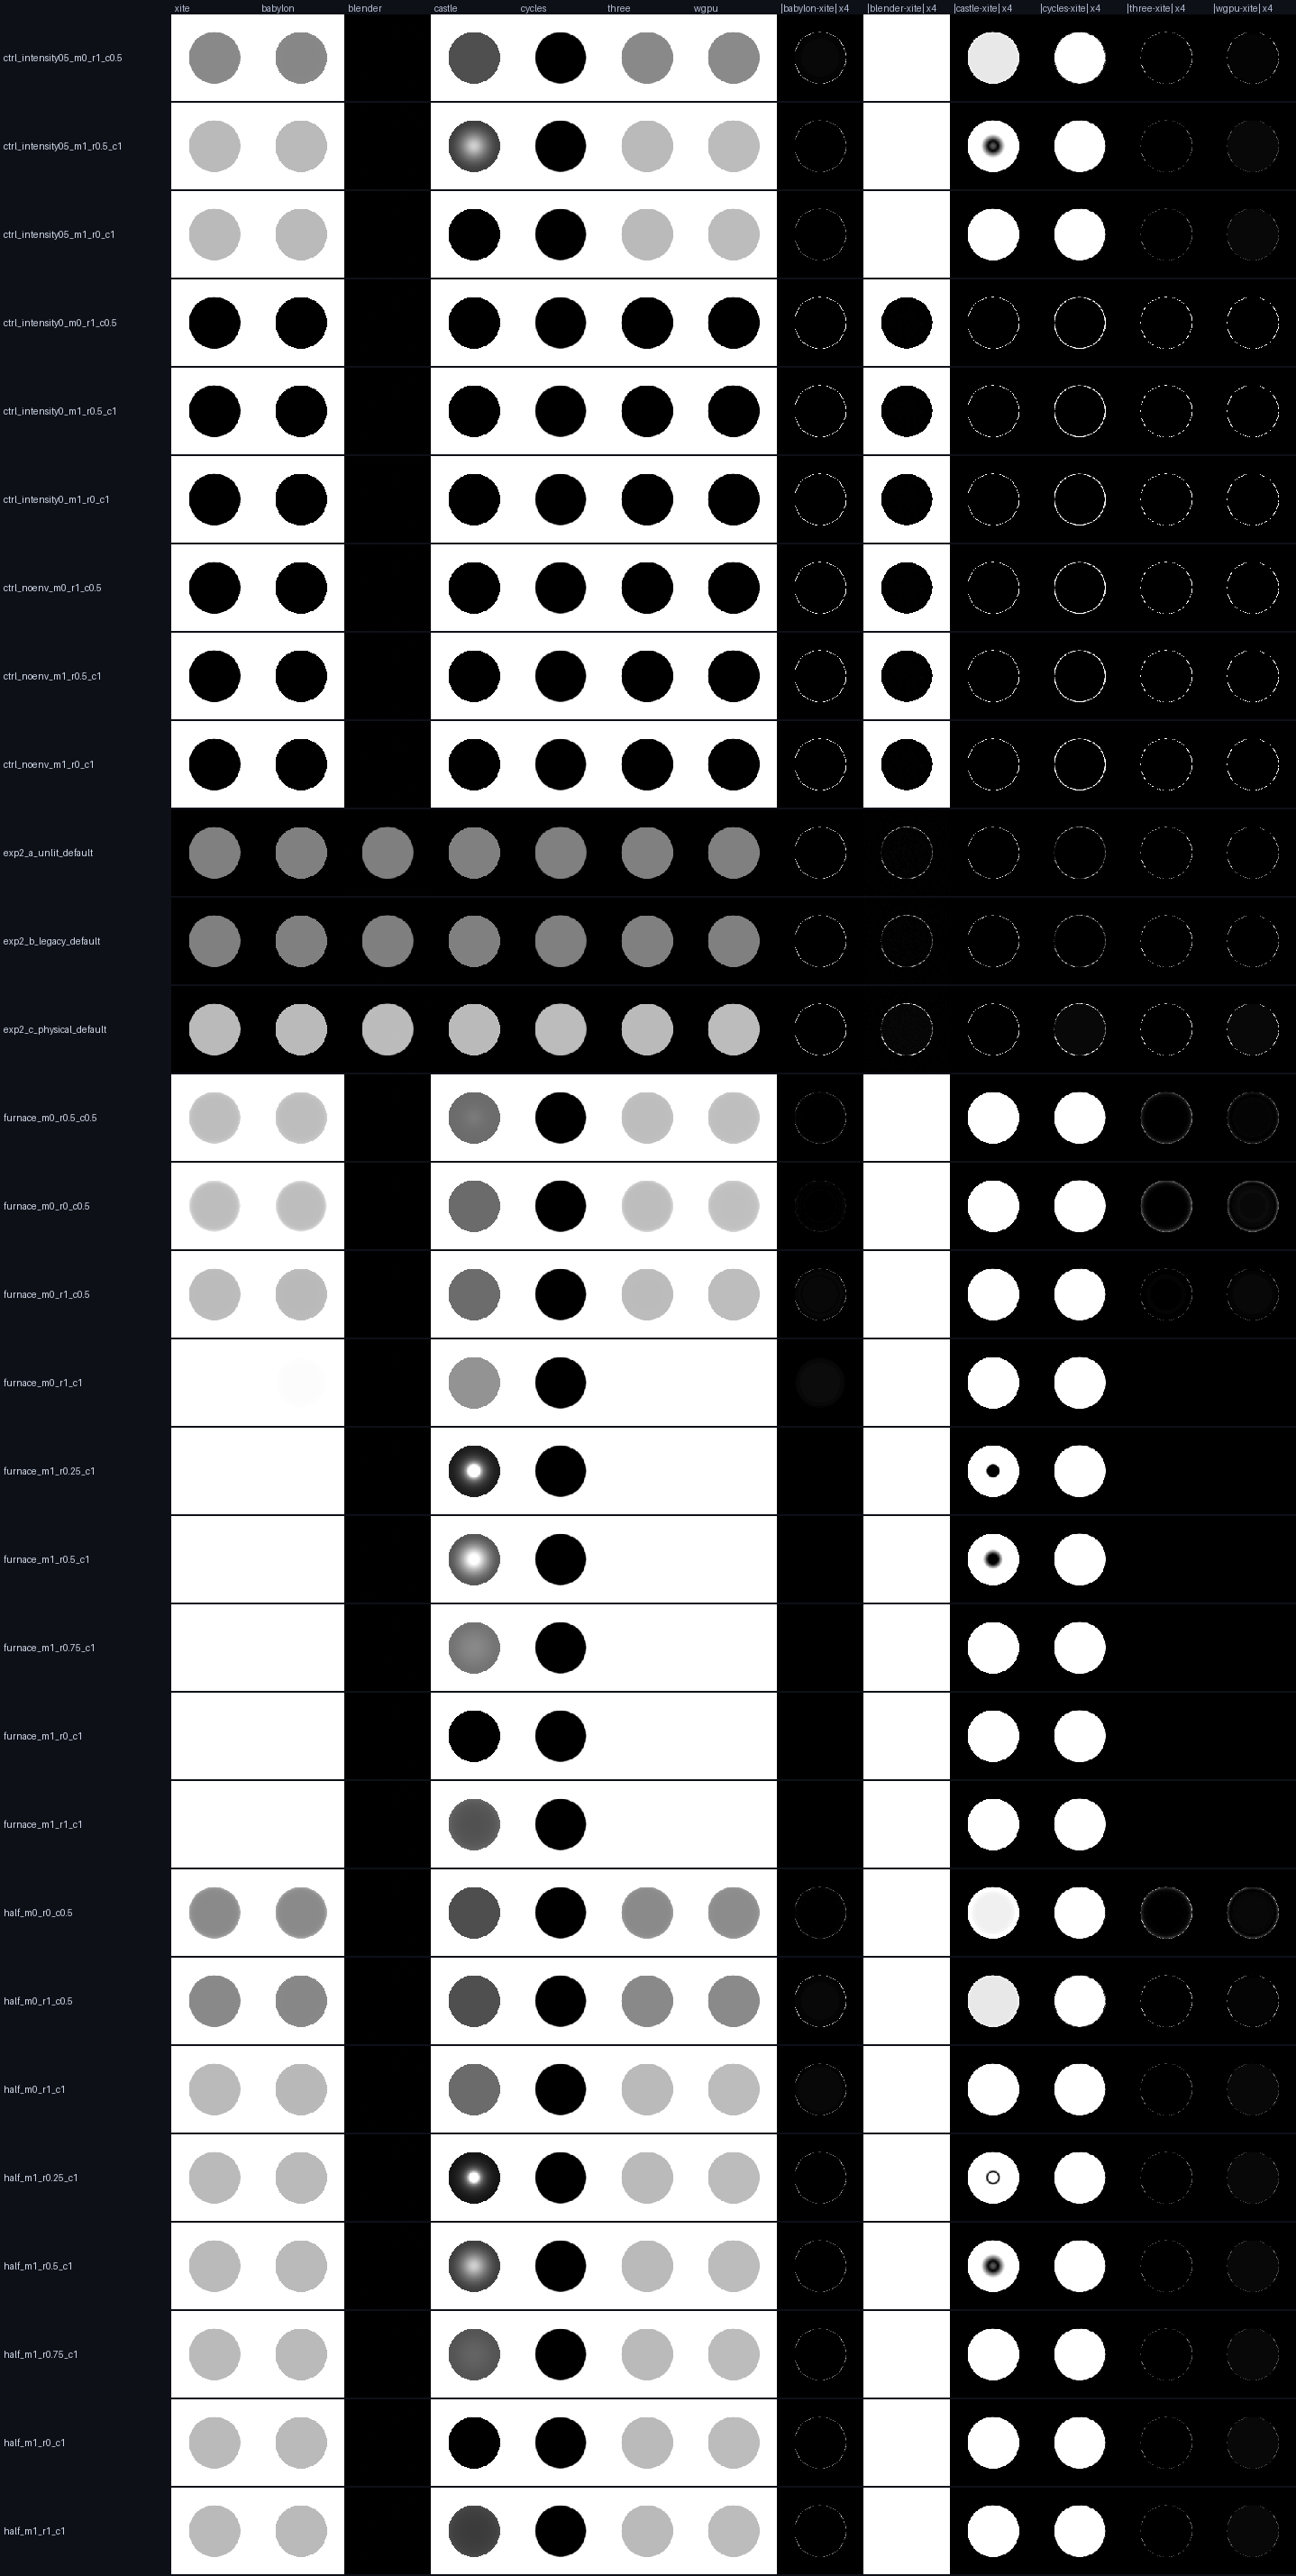 xite babylon blender castle cycles three wgpu |babylon-xite| x4 |blender-xite| x4 |castle-xite| x4 |cycles-xite| x4 |three-xite| x4 |wgpu-xite| x4
ctrl_intensity05_m0_r1_c0.5
ctrl_intensity05_m1_r0.5_c1
ctrl_intensity05_m1_r0_c1
ctrl_intensity0_m0_r1_c0.5
ctrl_intensity0_m1_r0.5_c1
ctrl_intensity0_m1_r0_c1
ctrl_noenv_m0_r1_c0.5
ctrl_noenv_m1_r0.5_c1
ctrl_noenv_m1_r0_c1
exp2_a_unlit_default
exp2_b_legacy_default
exp2_c_physical_default
furnace_m0_r0.5_c0.5
furnace_m0_r0_c0.5
furnace_m0_r1_c0.5
furnace_m0_r1_c1
furnace_m1_r0.25_c1
furnace_m1_r0.5_c1
furnace_m1_r0.75_c1
furnace_m1_r0_c1
furnace_m1_r1_c1
half_m0_r0_c0.5
half_m0_r1_c0.5
half_m0_r1_c1
half_m1_r0.25_c1
half_m1_r0.5_c1
half_m1_r0.75_c1
half_m1_r0_c1
half_m1_r1_c1